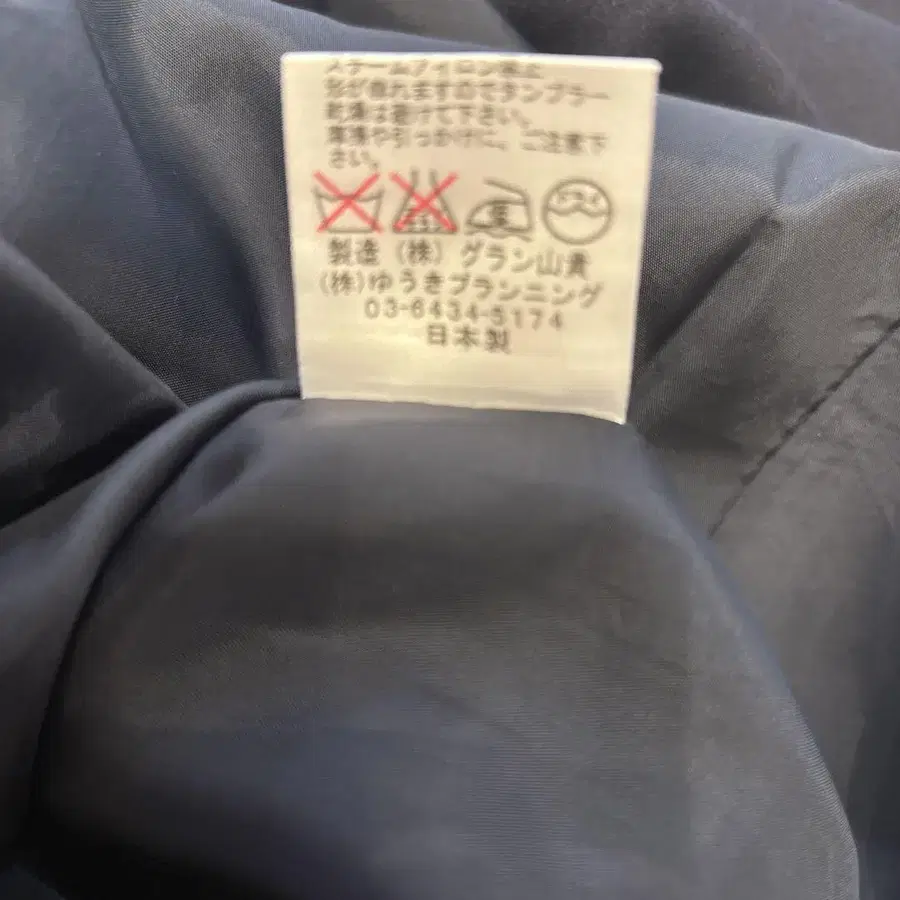 スチームアイロン禁止
形が崩れますのでタンブラー
乾燥は避けて下さい。
摩擦や引っかけに、ご注意下
さい。
製造 (株) グラン山貴
(株)ゆうきプランニング
03-6434-5174
日本製